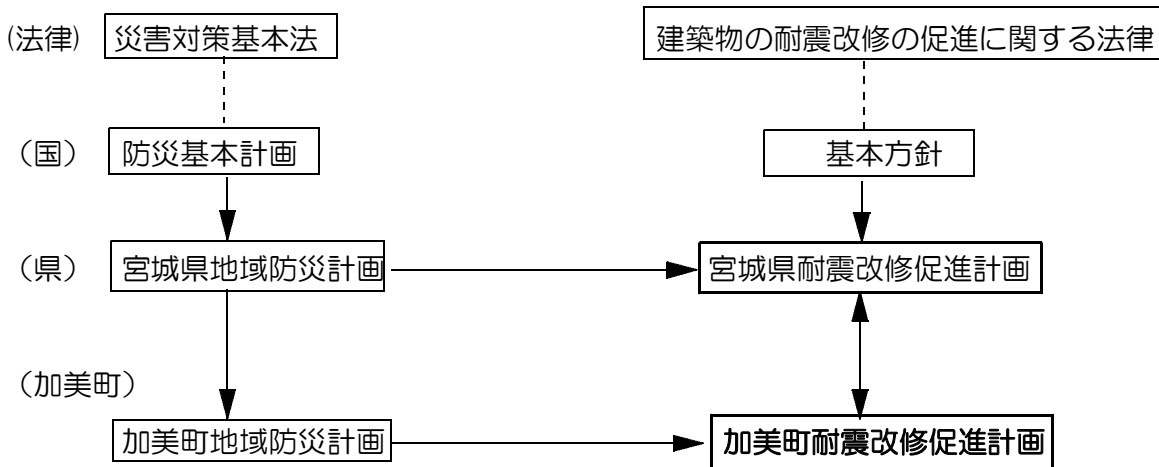 (法律) 災害対策基本法 建築物の耐震改修の促進に関する法律
（国） 防災基本計画 基本方針
（県） 宮城県地域防災計画 宮城県耐震改修促進計画
（加美町）
加美町地域防災計画 加美町耐震改修促進計画